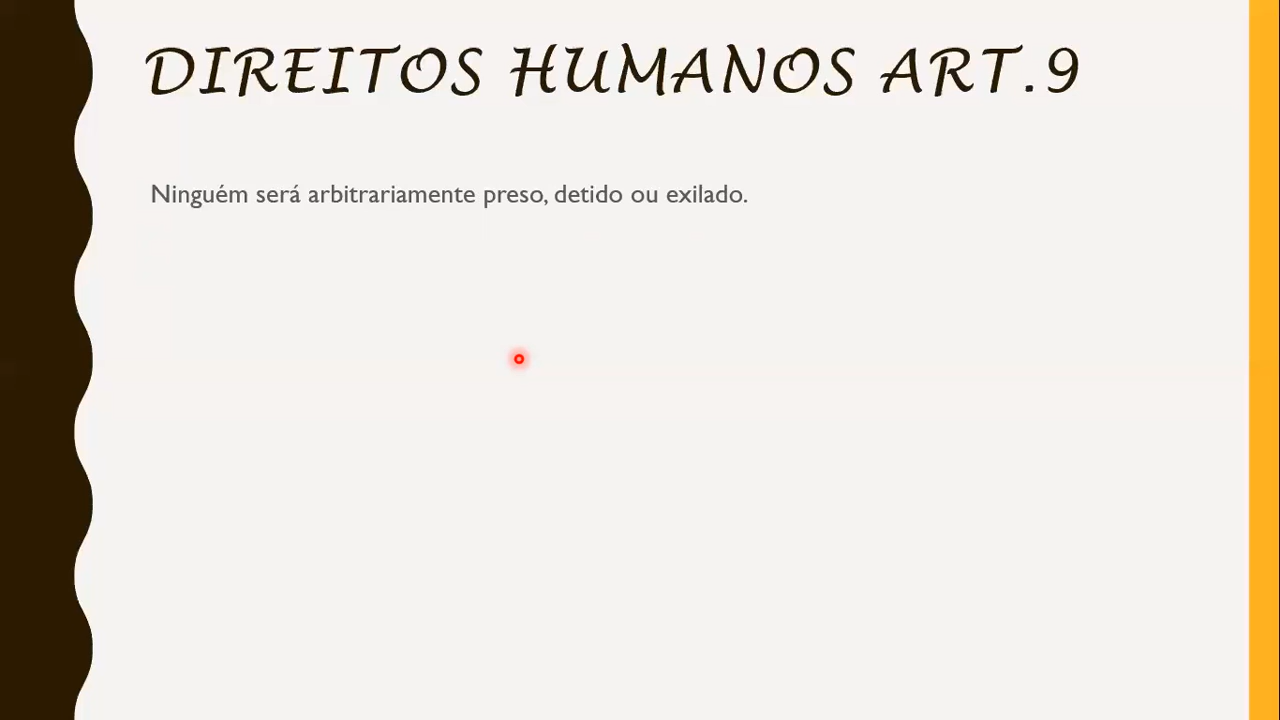 DIREITOS HUMANOS ART.9
Ninguém será arbitrariamente preso, detido ou exilado.